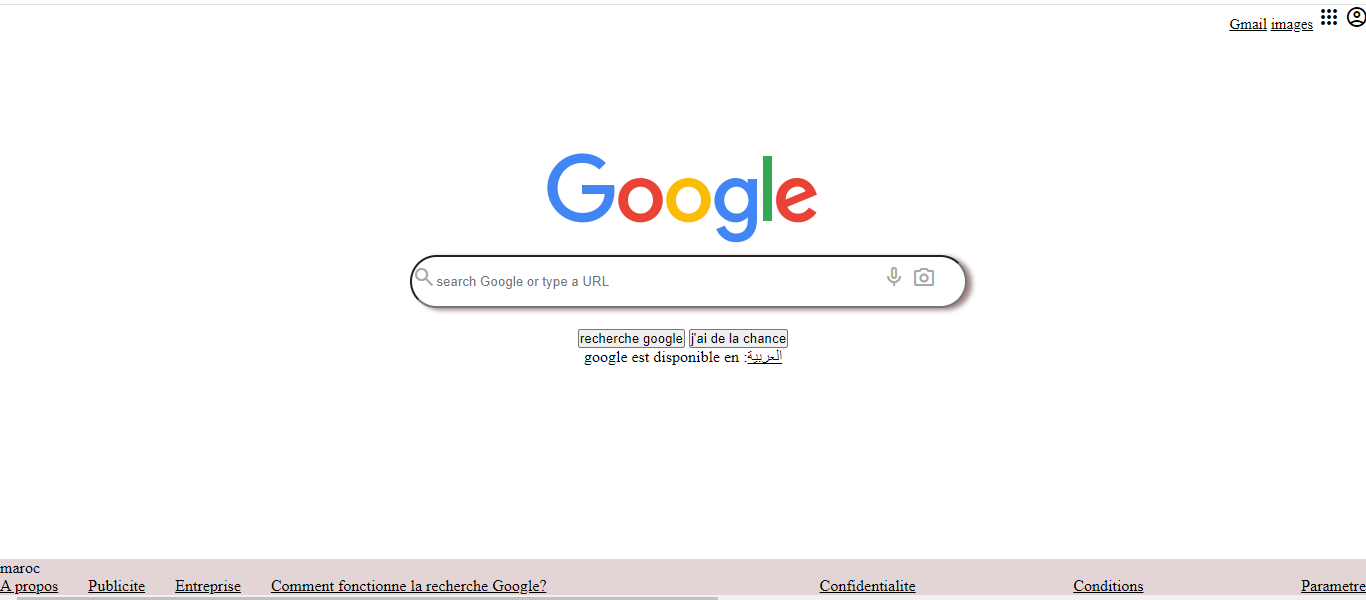 Gmail images
Google
search Google or type a URL
recherche google j'ai de la chance
google est disponible en :العربية
maroc
A propos Publicite Entreprise Comment fonctionne la recherche Google? Confidentialite Conditions Parametre